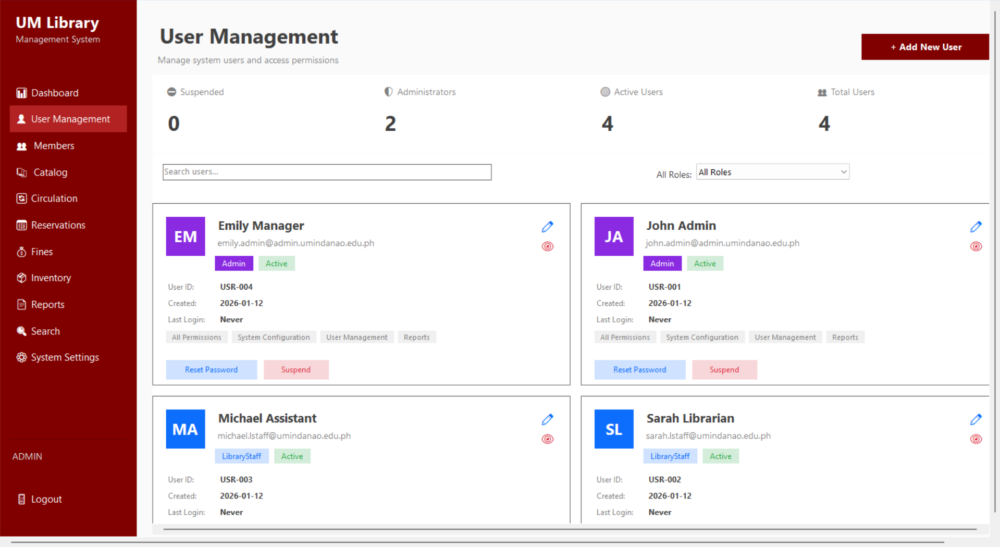 UM Library
Management System
Dashboard
User Management
Members
Catalog
Circulation
Reservations
Fines
Inventory
Reports
Search
System Settings
ADMIN
Logout
User Management
Manage system users and access permissions
+ Add New User
Suspended
0
Administrators
2
Active Users
4
Total Users
4
Search users...
All Roles: All Roles
EM
Emily Manager
emily.admin@admin.umindanao.edu.ph
Admin Active
User ID: USR-004
Created: 2026-01-12
Last Login: Never
All Permissions System Configuration User Management Reports
Reset Password Suspend
JA
John Admin
john.admin@admin.umindanao.edu.ph
Admin Active
User ID: USR-001
Created: 2026-01-12
Last Login: Never
All Permissions System Configuration User Management Reports
Reset Password Suspend
MA
Michael Assistant
michael.lstaff@umindanao.edu.ph
LibraryStaff Active
User ID: USR-003
Created: 2026-01-12
Last Login: Never
SL
Sarah Librarian
sarah.lstaff@umindanao.edu.ph
LibraryStaff Active
User ID: USR-002
Created: 2026-01-12
Last Login: Never